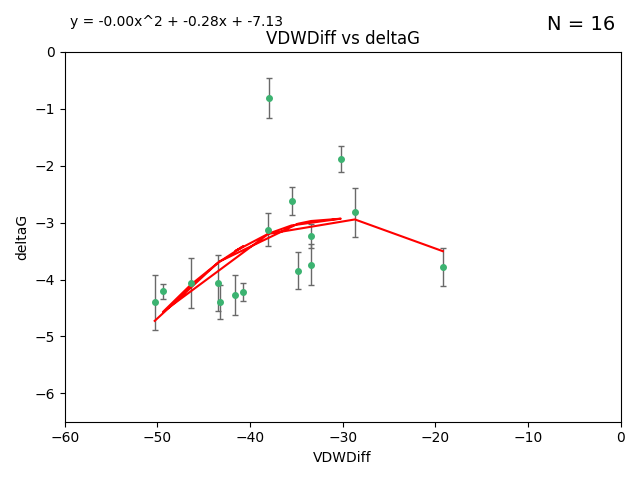 y = -0.00x^2 + -0.28x + -7.13
N = 16
VDWDiff vs deltaG
0
−1
−2
−3
−4
−5
−6
deltaG
−60 −50 −40 −30 −20 −10 0
VDWDiff